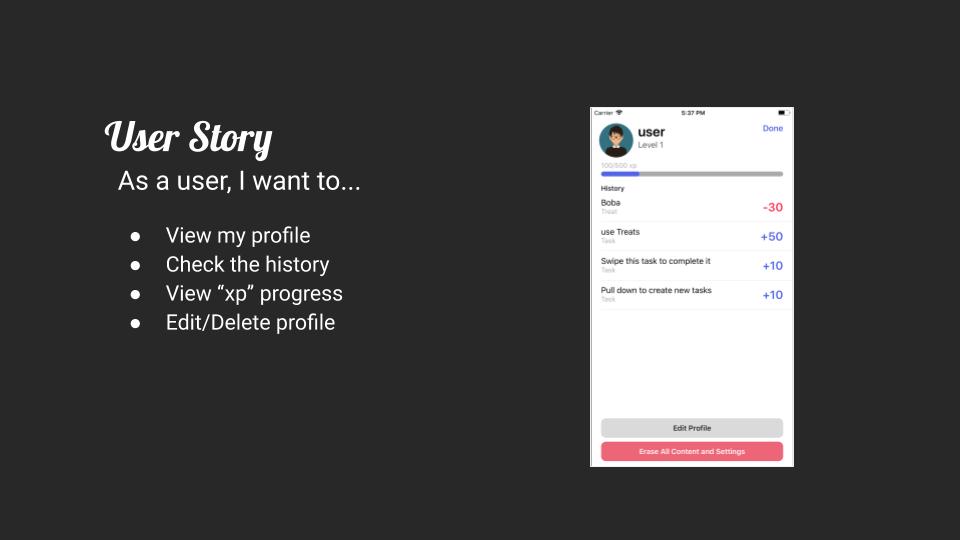 User Story
As a user, I want to...
● View my profile
● Check the history
● View “xp” progress
● Edit/Delete profile
Carrier 5:37 PM
user Done
Level 1
100/500 xp
History
Boba -30
Treat
use Treats +50
Task
Swipe this task to complete it +10
Task
Pull down to create new tasks +10
Task
Edit Profile
Erase All Content and Settings